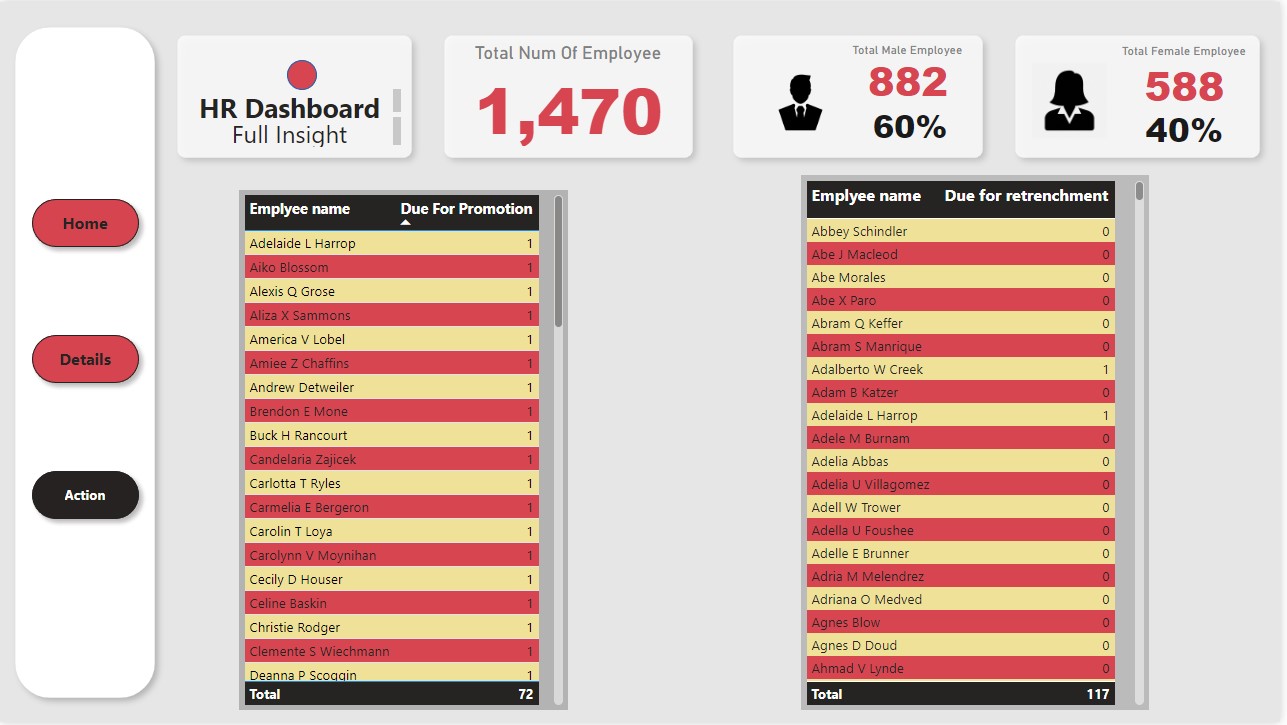 HR Dashboard
Full Insight
Total Num Of Employee
1,470
Total Male Employee
882
60%
Total Female Employee
588
40%
Home
Details
Action
Emplyee name Due For Promotion
Adelaide L Harrop 1
Aiko Blossom 1
Alexis Q Grose 1
Aliza X Sammons 1
America V Lobel 1
Amiee Z Chaffins 1
Andrew Detweiler 1
Brendon E Mone 1
Buck H Rancourt 1
Candelaria Zajicek 1
Carlotta T Ryles 1
Carmelia E Bergeron 1
Carolin T Loya 1
Carolynn V Moynihan 1
Cecily D Houser 1
Celine Baskin 1
Christie Rodger 1
Clemente S Wiechmann 1
Deanna P Scoggin 1
Total 72
Emplyee name Due for retrenchment
Abbey Schindler 0
Abe J Macleod 0
Abe Morales 0
Abe X Paro 0
Abram Q Keffer 0
Abram S Manrique 0
Adalberto W Creek 1
Adam B Katzer 0
Adelaide L Harrop 1
Adele M Burnam 0
Adelia Abbas 0
Adelia U Villagomez 0
Adell W Trower 0
Adella U Foushee 0
Adelle E Brunner 0
Adria M Melendrez 0
Adriana O Medved 0
Agnes Blow 0
Agnes D Doud 0
Ahmad V Lynde 0
Total 117